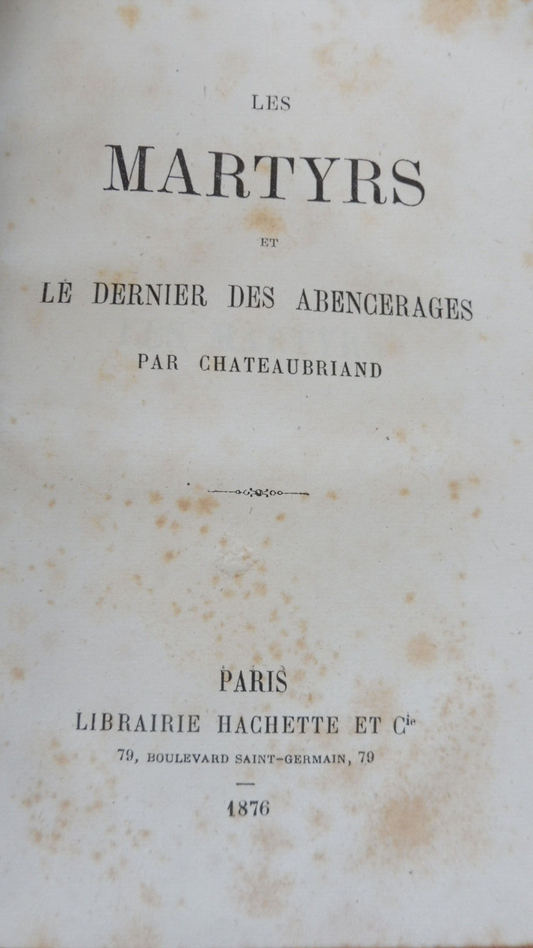 LES
MARTYRS
ET
LE DERNIER DES ABENCERAGES
PAR CHATEAUBRIAND
PARIS
LIBRAIRIE HACHETTE ET Cie
79, BOULEVARD SAINT-GERMAIN, 79
1876